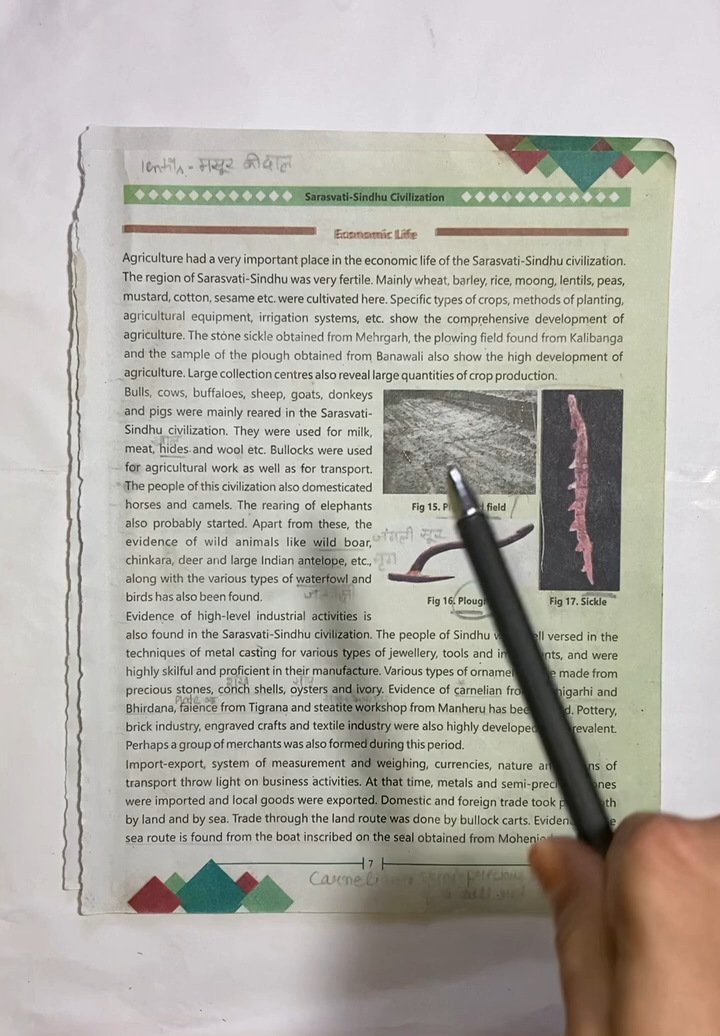 lentils - मसूर की दाल
Sarasvati-Sindhu Civilization
Economic Life
Agriculture had a very important place in the economic life of the Sarasvati-Sindhu civilization.
The region of Sarasvati-Sindhu was very fertile. Mainly wheat, barley, rice, moong, lentils, peas,
mustard, cotton, sesame etc. were cultivated here. Specific types of crops, methods of planting,
agricultural equipment, irrigation systems, etc. show the comprehensive development of
agriculture. The stone sickle obtained from Mehrgarh, the plowing field found from Kalibanga
and the sample of the plough obtained from Banawali also show the high development of
agriculture. Large collection centres also reveal large quantities of crop production.
Bulls, cows, buffaloes, sheep, goats, donkeys
and pigs were mainly reared in the Sarasvati-
Sindhu civilization. They were used for milk,
meat, hides and wool etc. Bullocks were used
for agricultural work as well as for transport.
The people of this civilization also domesticated
horses and camels. The rearing of elephants
also probably started. Apart from these, the
evidence of wild animals like wild boar,
chinkara, deer and large Indian antelope, etc.,
along with the various types of waterfowl and
birds has also been found.
Fig 15. field
जंगली सूर
मृग
Fig 16. Plough
Fig 17. Sickle
Evidence of high-level industrial activities is
also found in the Sarasvati-Sindhu civilization. The people of Sindhu versed in the
techniques of metal casting for various types of jewellery, tools and and were
highly skilful and proficient in their manufacture. Various types of made from
precious stones, conch shells, oysters and ivory. Evidence of carnelian and
Bhirdana, faience from Tigrana and steatite workshop from Manheru has Pottery,
brick industry, engraved crafts and textile industry were also highly
Perhaps a group of merchants was also formed during this period.
Import-export, system of measurement and weighing, currencies, nature of
transport throw light on business activities. At that time, metals and
were imported and local goods were exported. Domestic and foreign trade took
by land and by sea. Trade through the land route was done by bullock carts.
sea route is found from the boat inscribed on the seal obtained from
7